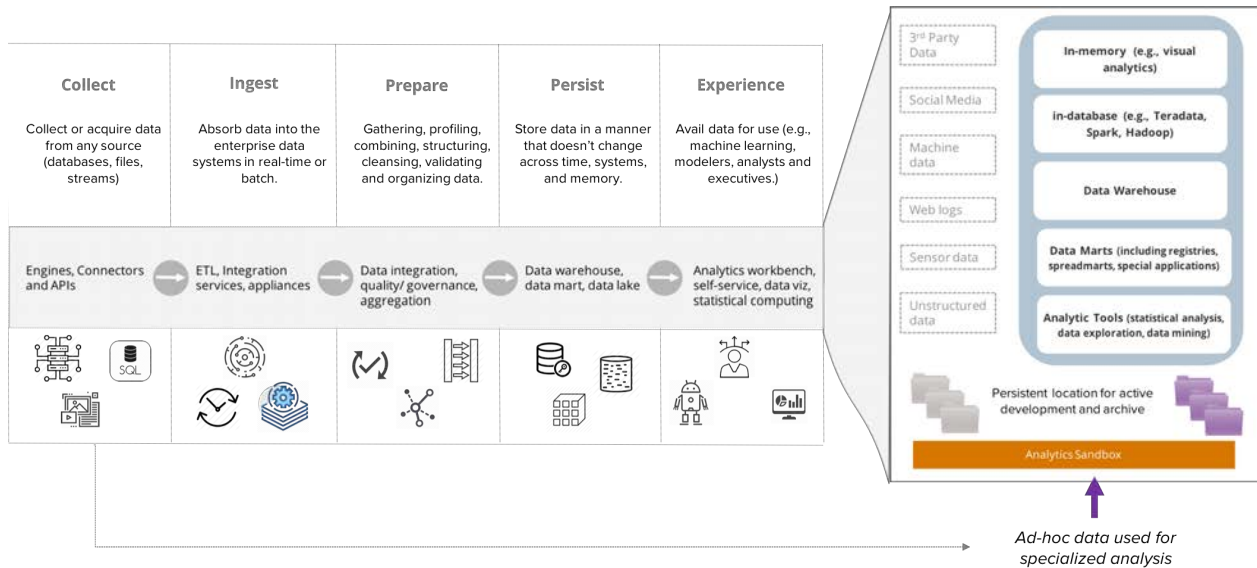 Collect
Collect or acquire data
from any source
(databases, files,
streams)
Ingest
Absorb data into the
enterprise data
systems in real-time or
batch.
Prepare
Gathering, profiling,
combining, structuring,
cleansing, validating
and organizing data.
Persist
Store data in a manner
that doesn't change
across time, systems,
and memory.
Experience
Avail data for use (e.g.,
machine learning,
modelers, analysts and
executives.)
Engines, Connectors
and APIs
ETL, Integration
services, appliances
Data integration,
quality/ governance,
aggregation
Data warehouse,
data mart, data lake
Analytics workbench,
self-service, data viz,
statistical computing
SQL
3rd Party
Data
Social Media
Machine
data
Web logs
Sensor data
Unstructured
data
In-memory (e.g., visual
analytics)
in-database (e.g., Teradata,
Spark, Hadoop)
Data Warehouse
Data Marts (including registries,
spreadmarts, special applications)
Analytic Tools (statistical analysis,
data exploration, data mining)
Persistent location for active
development and archive
Analytics Sandbox
Ad-hoc data used for
specialized analysis